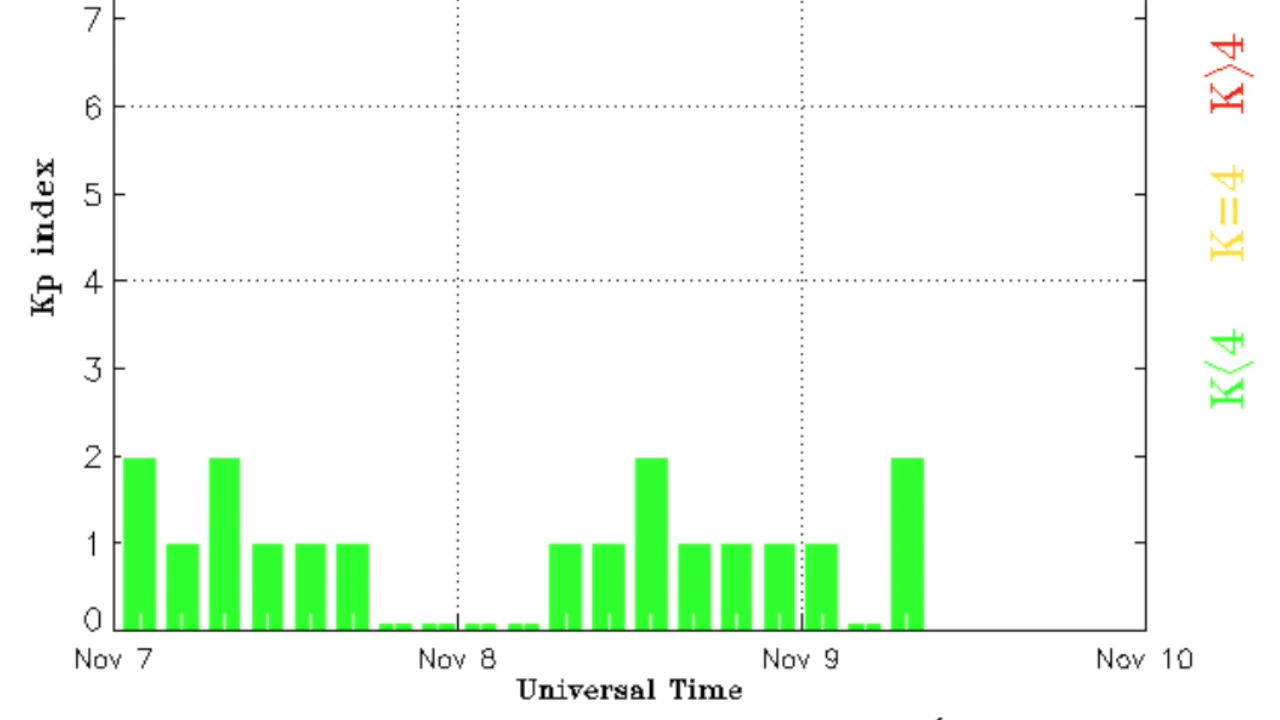 7
6
5
4
3
2
1
0
Kp index
Nov 7
Nov 8
Nov 9
Nov 10
Universal Time
K>4
K=4
K<4